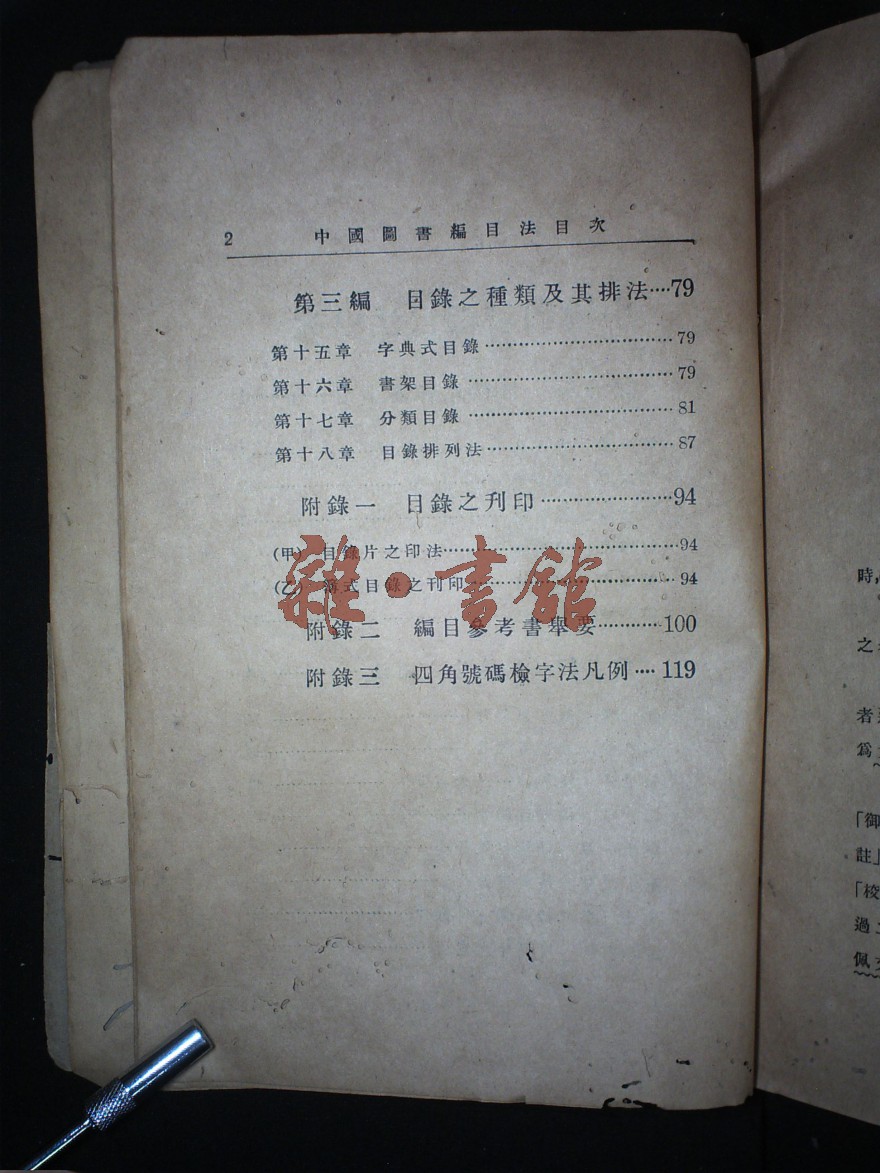 2 中國圖書編目法目次
第三編 目錄之種類及其排法····79
第十五章 字典式目錄································79
第十六章 書架目錄··································79
第十七章 分類目錄··································81
第十八章 目錄排列法································87
附錄一 目錄之刊印·······················94
(甲) 目錄片之印法········································94
(乙) 簿式目錄之刊印····································94
附錄二 編目參考書舉要············100
附錄三 四角號碼檢字法凡例····119
雜·書館
時,
之
者
爲
「御
註」
「校
過
佩